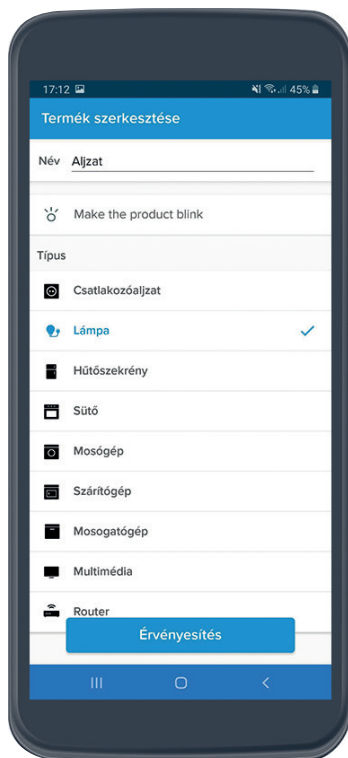 17:12 45%
Termék szerkesztése
Név Aljzat
Make the product blink
Típus
Csatlakozóaljzat
Lámpa
Hűtőszekrény
Sütő
Mosógép
Szárítógép
Mosogatógép
Multimédia
Router
Érvényesítés